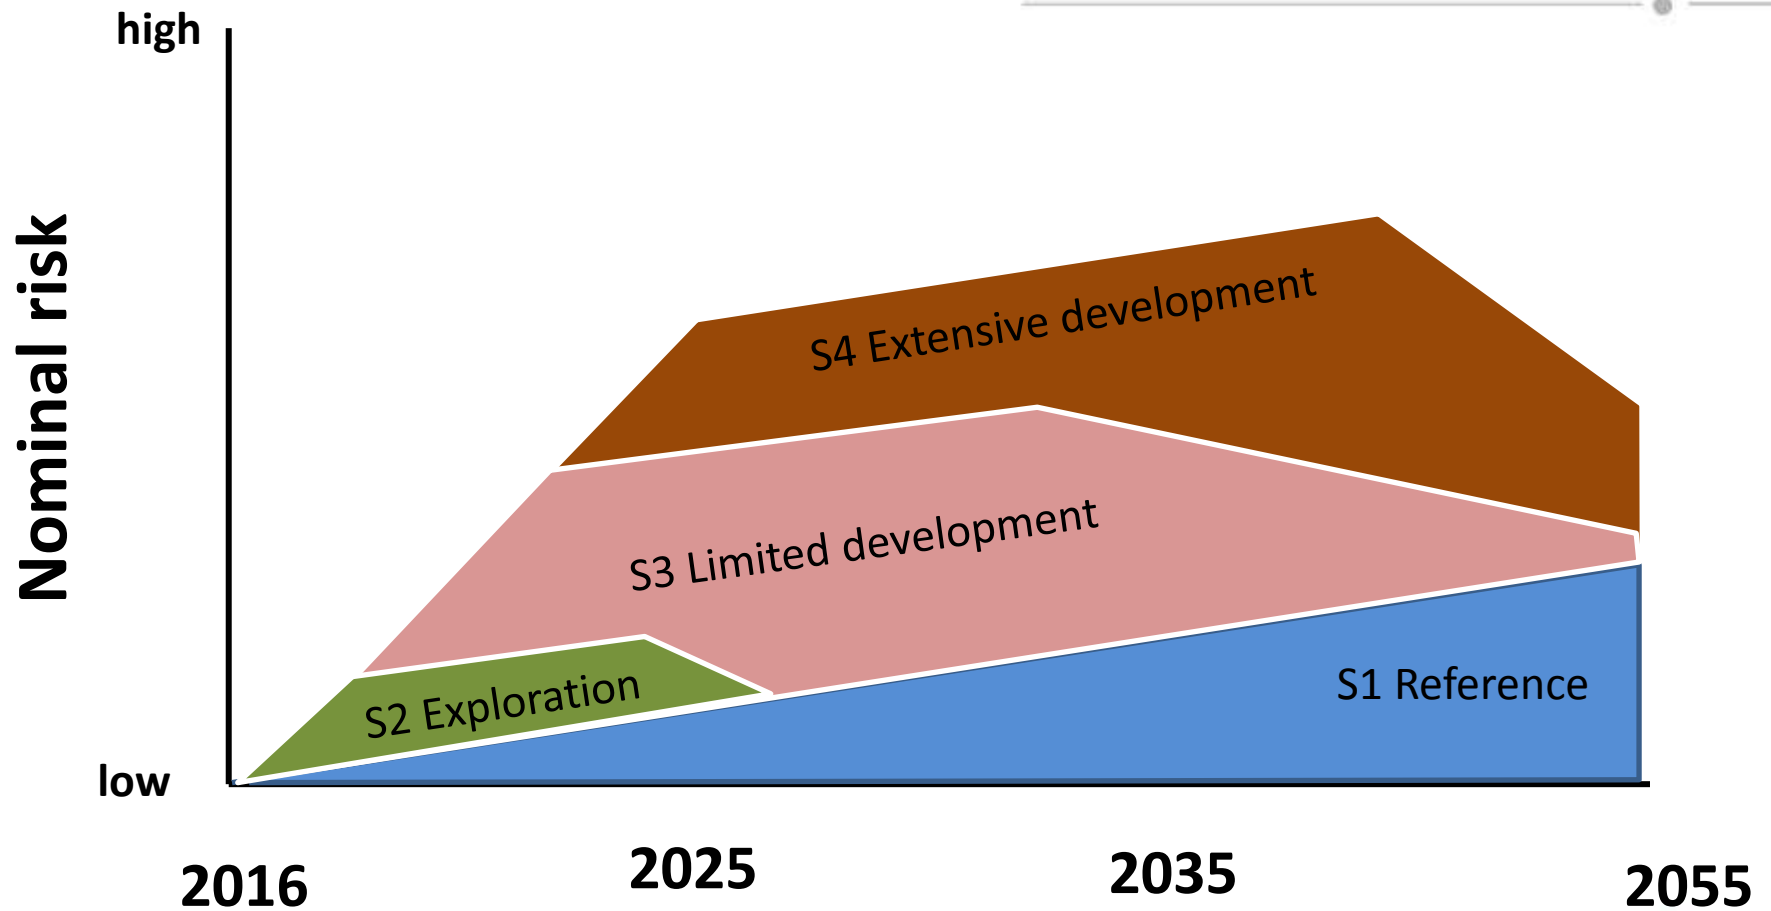 high
Nominal risk
S4 Extensive development
S3 Limited development
S2 Exploration
S1 Reference
low
2016
2025
2035
2055